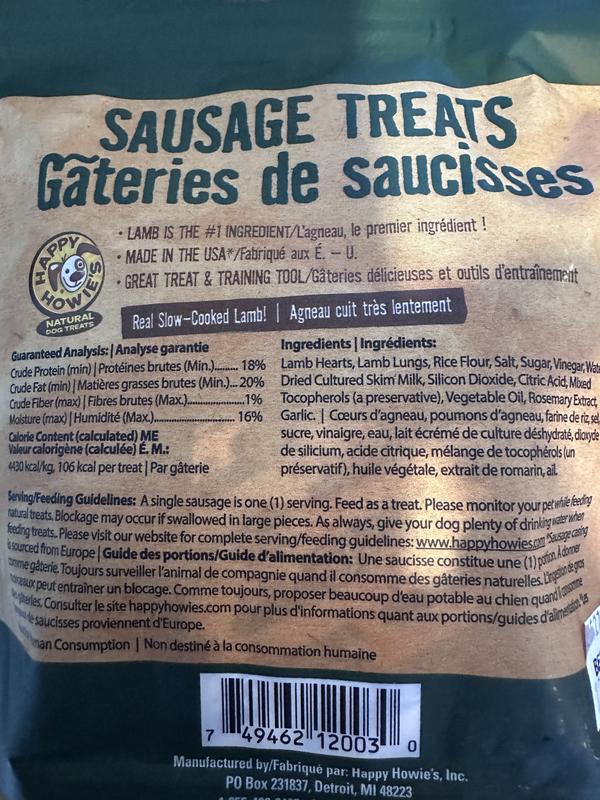 SAUSAGE TREATS
Gâteries de saucisses
• LAMB IS THE #1 INGREDIENT/L'agneau, le premier ingrédient !
• MADE IN THE USA*/Fabriqué aux É. – U.
• GREAT TREAT & TRAINING TOOL/Gâteries délicieuses et outils d'entraînement
HAPPY
HOWIE'S
NATURAL
DOG TREATS
Real Slow-Cooked Lamb! | Agneau cuit très lentement
Guaranteed Analysis: | Analyse garantie
Crude Protein (min) | Protéines brutes (Min.)......... 18%
Crude Fat (min) | Matières grasses brutes (Min.)... 20%
Crude Fiber (max) | Fibres brutes (Max.)...................1%
Moisture (max) | Humidité (Max.)........................... 16%
Calorie Content (calculated) ME
Valeur calorigène (calculée) É. M.:
4430 kcal/kg, 106 kcal per treat | Par gâterie
Ingredients | Ingrédients:
Lamb Hearts, Lamb Lungs, Rice Flour, Salt, Sugar, Vinegar,
Dried Cultured Skim Milk, Silicon Dioxide, Citric Acid, Mixed
Tocopherols (a preservative), Vegetable Oil, Rosemary Extract,
Garlic. | Cœurs d'agneau, poumons d'agneau, farine de riz, sel,
sucre, vinaigre, eau, lait écrémé de culture déshydraté, dioxyde
de silicium, acide citrique, mélange de tocophérols (un
préservatif), huile végétale, extrait de romarin, ail.
Serving/Feeding Guidelines: A single sausage is one (1) serving. Feed as a treat. Please monitor your pet while feeding
natural treats. Blockage may occur if swallowed in large pieces. As always, give your dog plenty of drinking water when
feeding treats. Please visit our website for complete serving/feeding guidelines: www.happyhowies.com *Sausage casing
is sourced from Europe | Guide des portions/Guide d'alimentation: Une saucisse constitue une (1) portion. À donner
comme gâterie. Toujours surveiller l'animal de compagnie quand il consomme des gâteries naturelles. L'ingestion de gros
morceaux peut entraîner un blocage. Comme toujours, proposer beaucoup d'eau potable au chien quand il consomme
des gâteries. Consulter le site happyhowies.com pour plus d'informations quant aux portions/guides d'alimentation. *Les
de saucisses proviennent d'Europe.
Consumption | Non destiné à la consommation humaine
7 49462 12003 0
Manufactured by/Fabriqué par: Happy Howie's, Inc.
PO Box 231837, Detroit, MI 48223